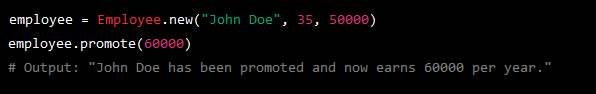 employee = Employee.new("John Doe", 35, 50000)
employee.promote(60000)
# Output: "John Doe has been promoted and now earns 60000 per year."